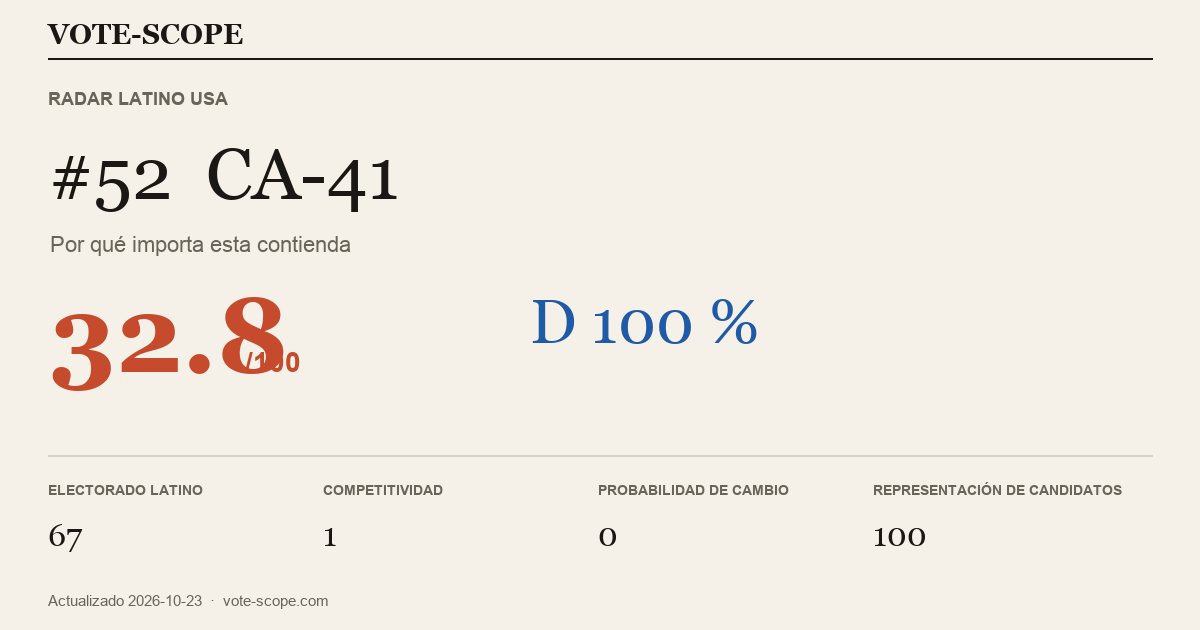 VOTE-SCOPE
RADAR LATINO USA
#52 CA-41
Por qué importa esta contienda
32.8 /100
D 100 %
ELECTORADO LATINO
COMPETITIVIDAD
PROBABILIDAD DE CAMBIO
REPRESENTACIÓN DE CANDIDATOS
67
1
0
100
Actualizado 2026-10-23 · vote-scope.com